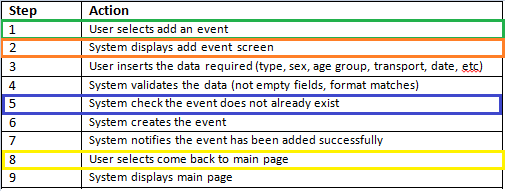 Step Action
1 User selects add an event
2 System displays add event screen
3 User inserts the data required (type, sex, age group, transport, date, etc)
4 System validates the data (not empty fields, format matches)
5 System check the event does not already exist
6 System creates the event
7 System notifies the event has been added successfully
8 User selects come back to main page
9 System displays main page